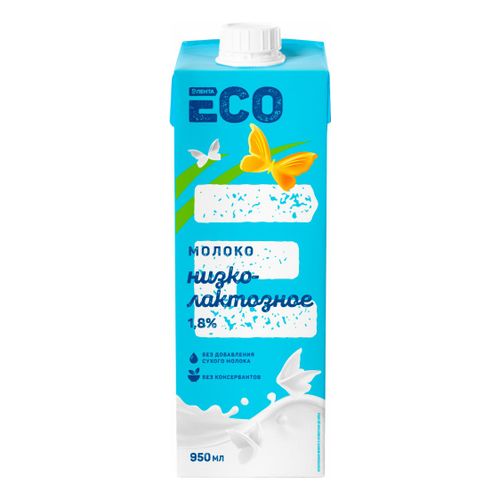 ЛЕНТА
ECO
МОЛОКО
низко-
лактозное
1,8%
БЕЗ ДОБАВЛЕНИЯ
СУХОГО МОЛОКА
БЕЗ КОНСЕРВАНТОВ
950 МЛ